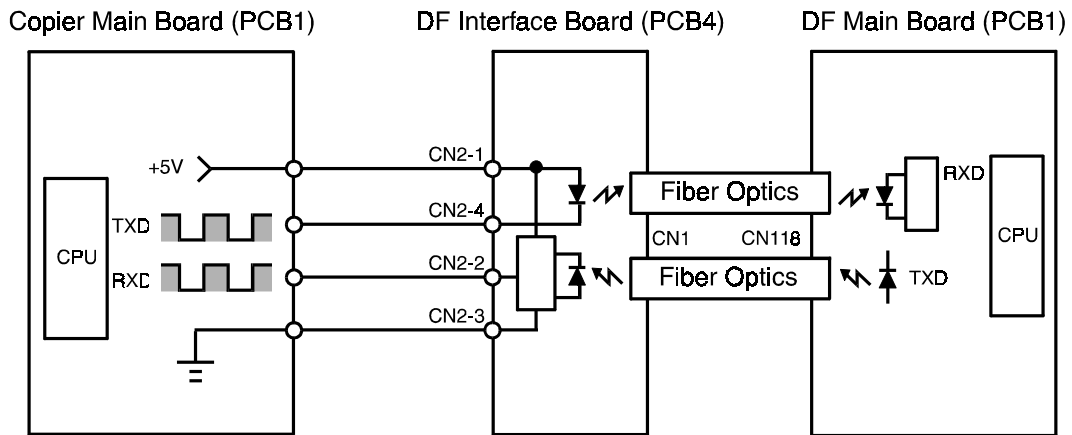 Copier Main Board (PCB1)
DF Interface Board (PCB4)
DF Main Board (PCB1)
+5V
CN2-1
Fiber Optics
RXD
TXD
CN2-4
CPU
CN1
CN118
CPU
RXD
CN2-2
Fiber Optics
TXD
CN2-3